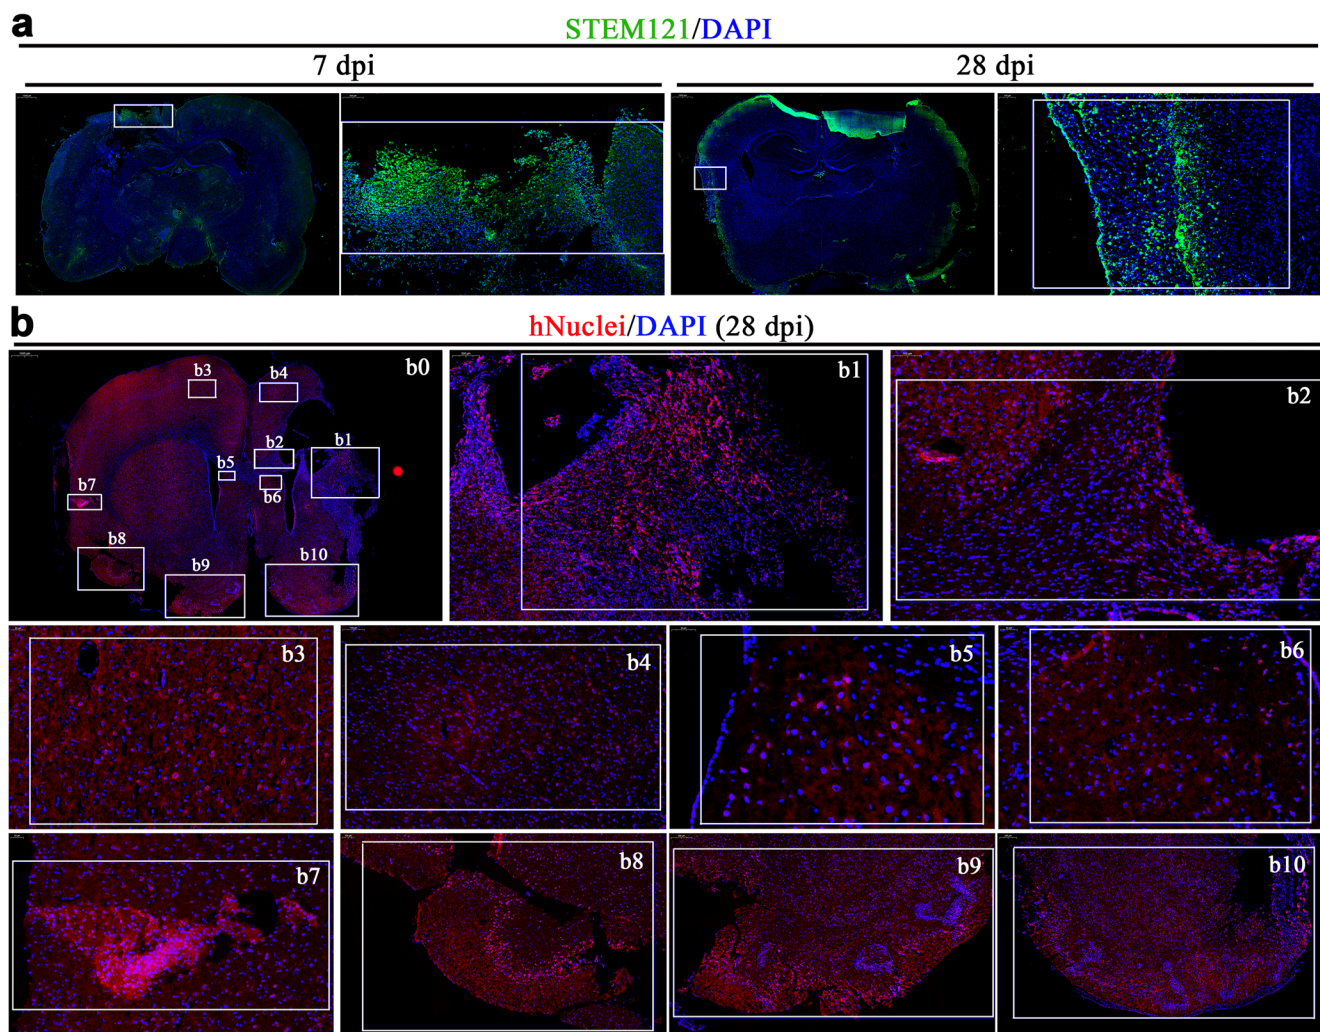 a
STEM121/DAPI
7 dpi
28 dpi
b
hNuclei/DAPI (28 dpi)
b0
b3
b4
b2
b1
b5
b6
b7
b8
b9
b10
b1
b2
b3
b4
b5
b6
b7
b8
b9
b10